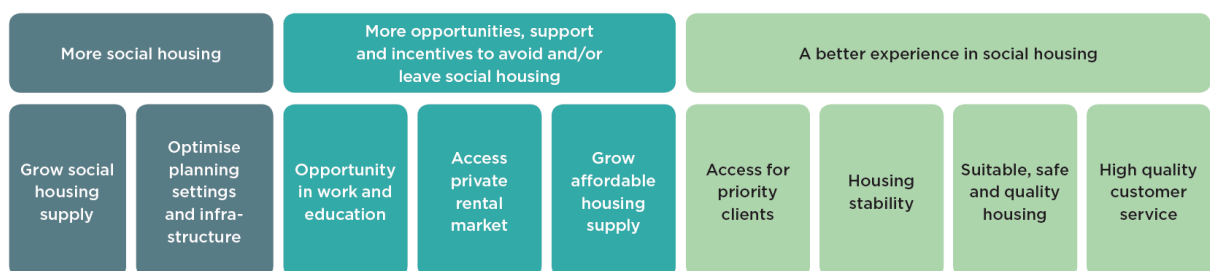 More social housing
More opportunities, support
and incentives to avoid and/or
leave social housing
A better experience in social housing
Grow social
housing
supply
Optimise
planning
settings
and infra-
structure
Opportunity
in work and
education
Access
private
rental
market
Grow
affordable
housing
supply
Access for
priority
clients
Housing
stability
Suitable, safe
and quality
housing
High quality
customer
service